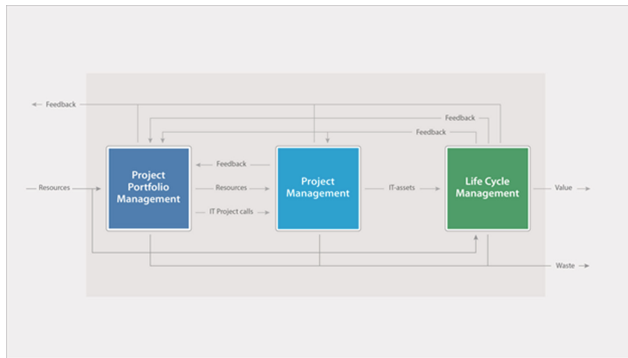 Feedback
Feedback
Feedback
Project
Portfolio
Management
Feedback
Resources
IT Project calls
Project
Management
IT-assets
Life Cycle
Management
Resources
Value
Waste